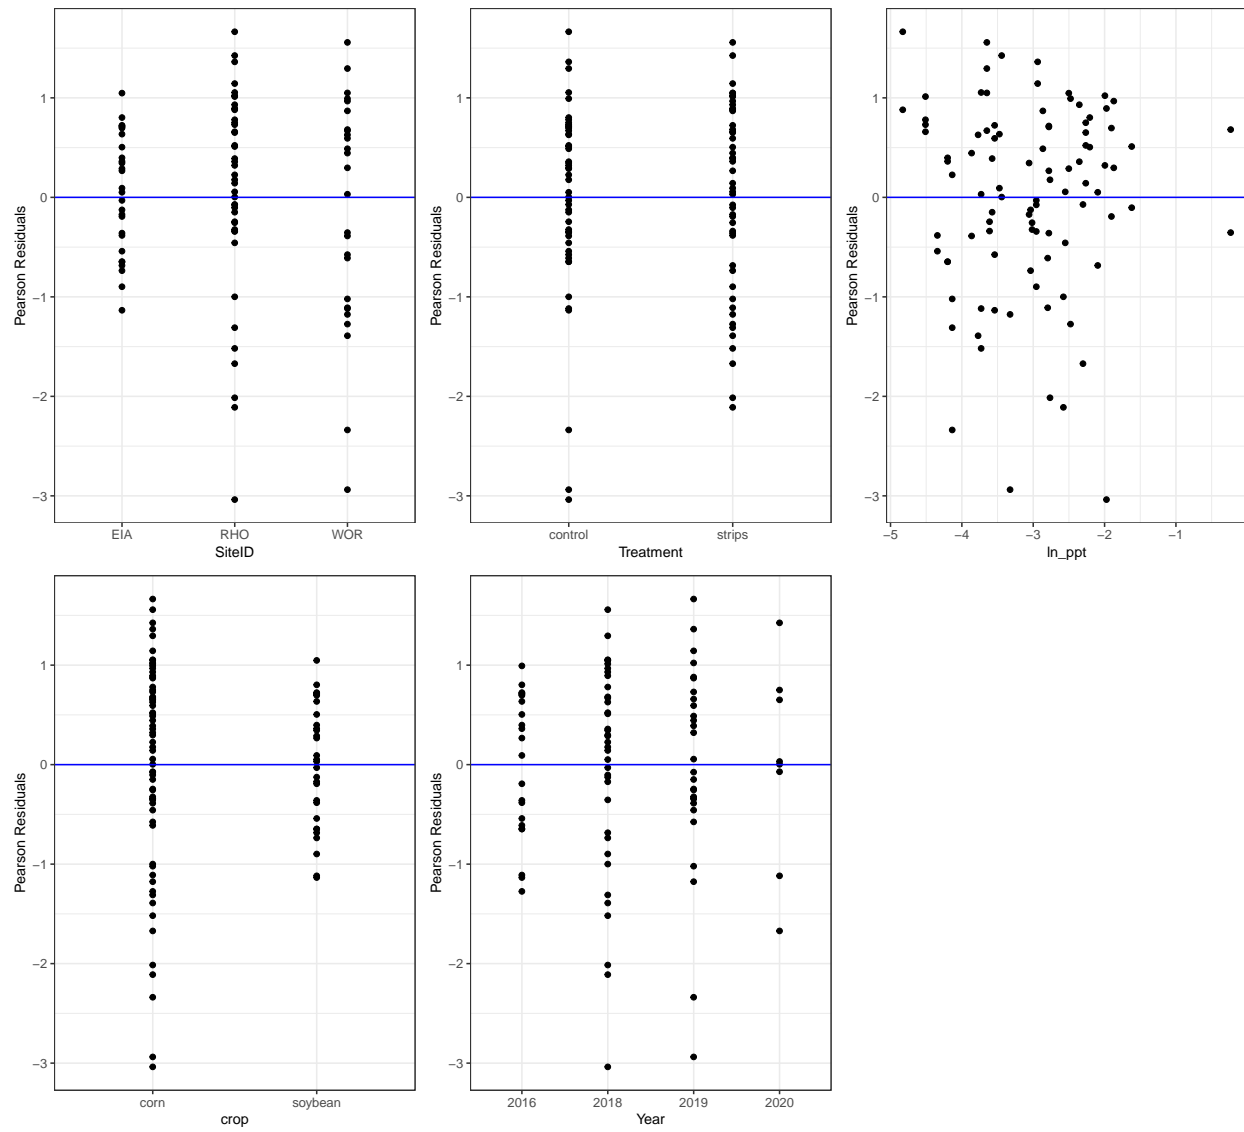 1
0
−1
−2
−3
Pearson Residuals
EIA RHO WOR
SiteID
1
0
−1
−2
−3
Pearson Residuals
control strips
Treatment
1
0
−1
−2
−3
Pearson Residuals
−5 −4 −3 −2 −1
ln_ppt
1
0
−1
−2
−3
Pearson Residuals
corn soybean
crop
1
0
−1
−2
−3
Pearson Residuals
2016 2018 2019 2020
Year